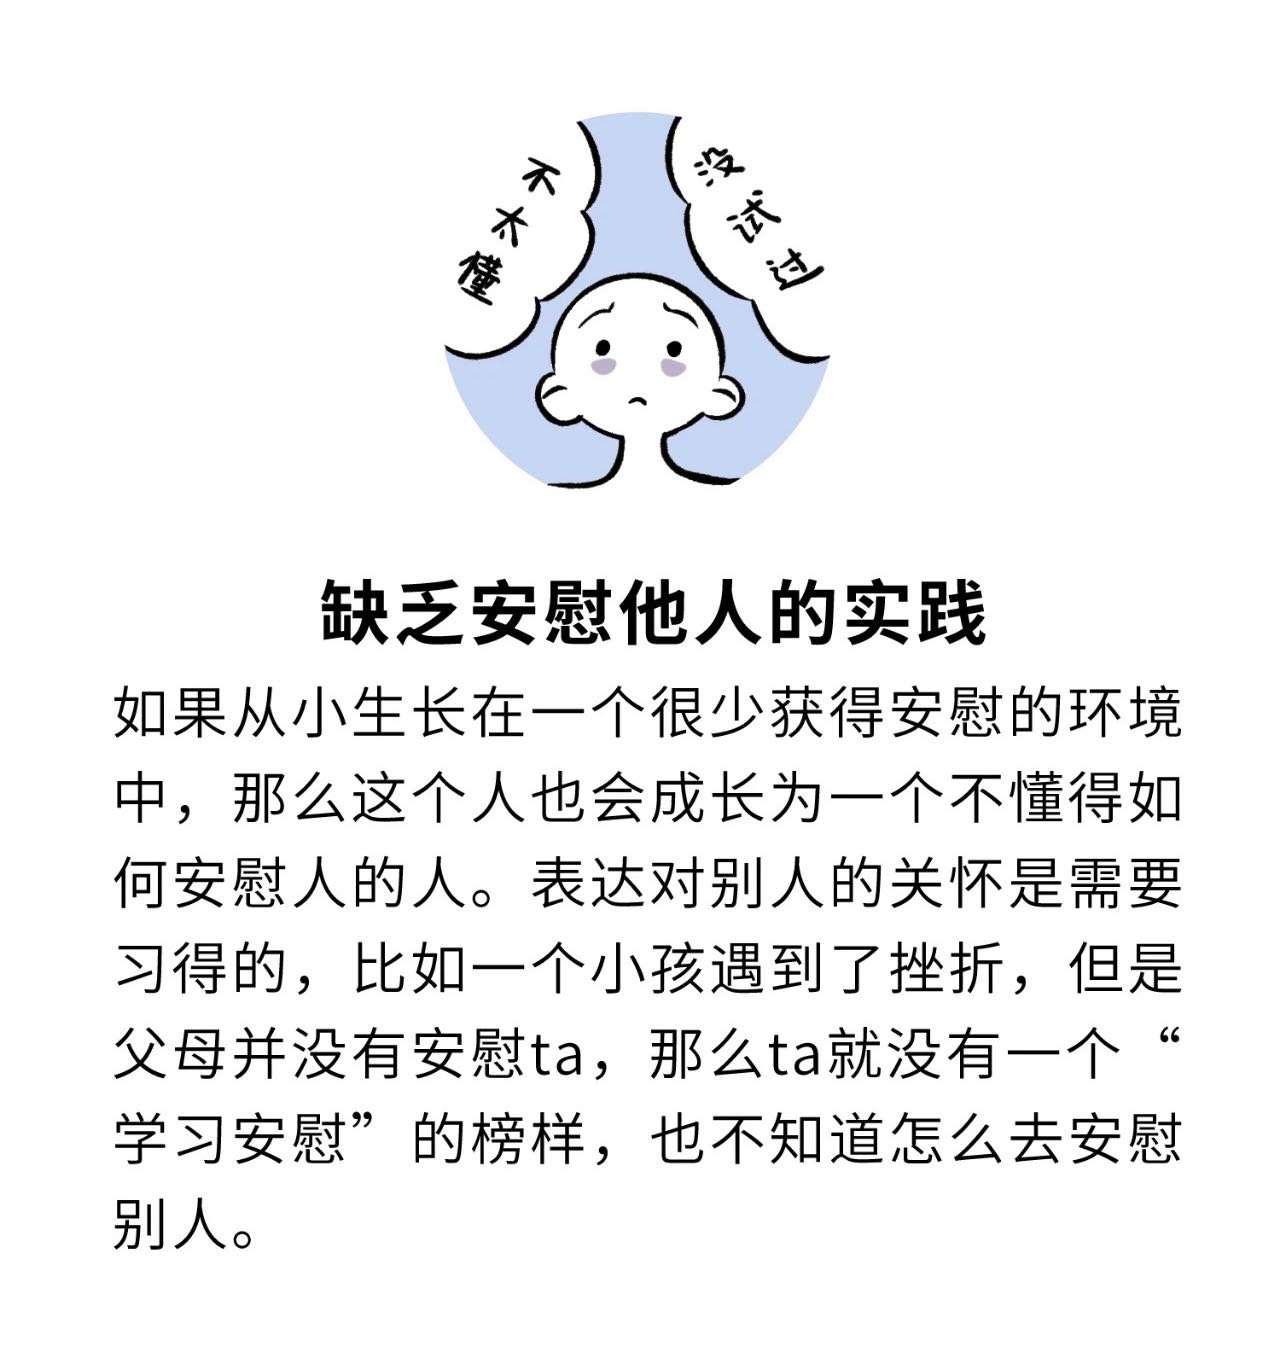 不太懂
没试过
缺乏安慰他人的实践
如果从小生长在一个很少获得安慰的环境
中，那么这个人也会成长为一个不懂得如
何安慰人的人。表达对别人的关怀是需要
习得的，比如一个小孩遇到了挫折，但是
父母并没有安慰ta，那么ta就没有一个“
学习安慰”的榜样，也不知道怎么去安慰
别人。